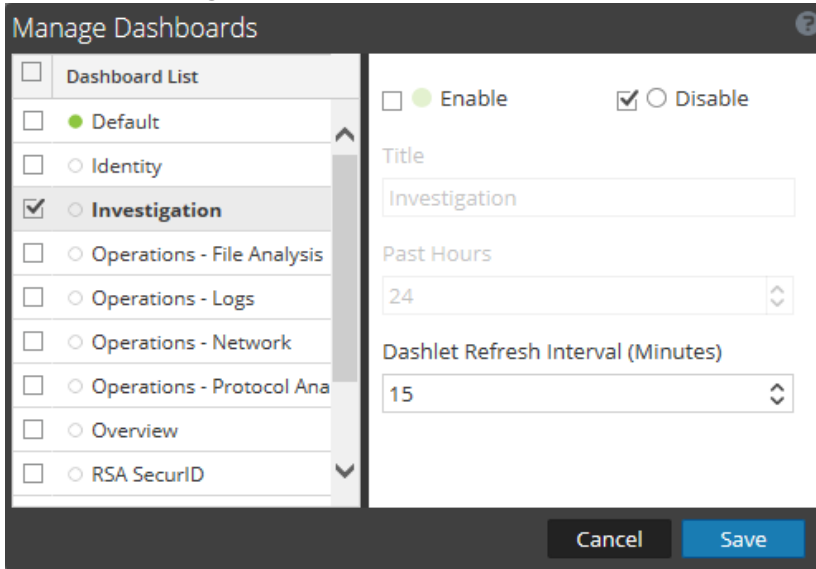 Manage Dashboards
?
Dashboard List
Default
Identity
Investigation
Operations - File Analysis
Operations - Logs
Operations - Network
Operations - Protocol Ana
Overview
RSA SecurID
Enable Disable
Title
Investigation
Past Hours
24
Dashlet Refresh Interval (Minutes)
15
Cancel Save